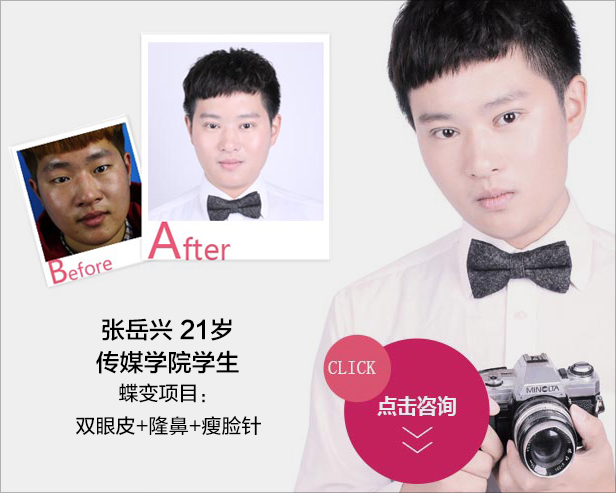 Before
After
张岳兴 21岁
传媒学院学生
蝶变项目:
双眼皮+隆鼻+瘦脸针
CLICK
点击咨询
MINOLTA